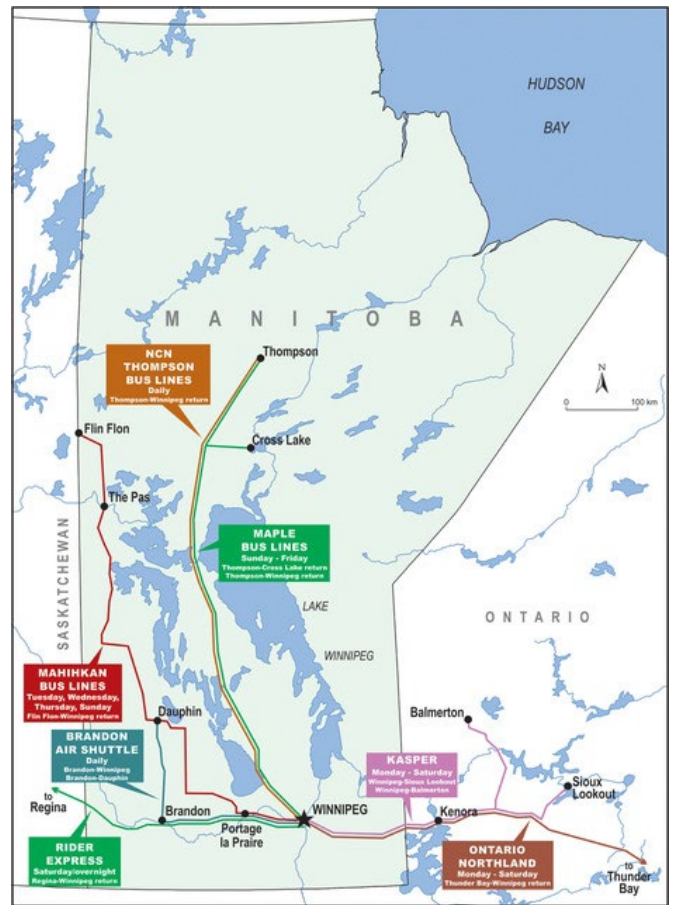 HUDSON
BAY
MANITOBA
NCN
THOMPSON
BUS LINES
Daily
Thompson-Winnipeg return
Thompson
N
0
100 km
Flin Flon
Cross Lake
The Pas
SASKATCHEWAN
MAPLE
BUS LINES
Sunday - Friday
Thompson-Cross Lake return
Thompson-Winnipeg return
LAKE
WINNIPEG
ONTARIO
MAHIHKAN
BUS LINES
Tuesday, Wednesday,
Thursday, Sunday
Flin Flon-Winnipeg return
Dauphin
Balmerton
BRANDON
AIR SHUTTLE
Daily
Brandon-Winnipeg
Brandon-Dauphin
KASPER
Monday - Saturday
Winnipeg-Sioux Lookout
Winnipeg-Balmerton
Sioux
Lookout
to
Regina
Brandon
Portage
la Praire
WINNIPEG
Kenora
RIDER
EXPRESS
Saturday/overnight
Regina-Winnipeg return
ONTARIO
NORTHLAND
Monday - Saturday
Thunder Bay-Winnipeg return
to
Thunder
Bay